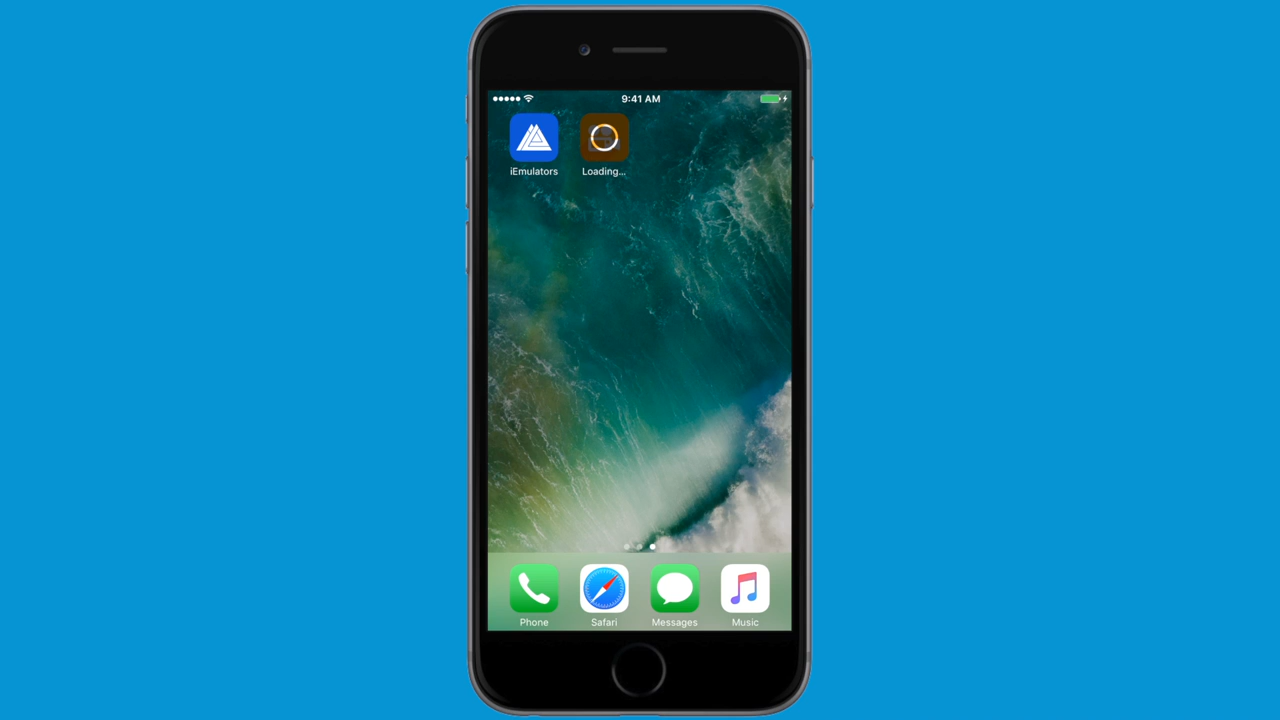 9:41 AM
iEmulators
Loading...
Phone
Safari
Messages
Music